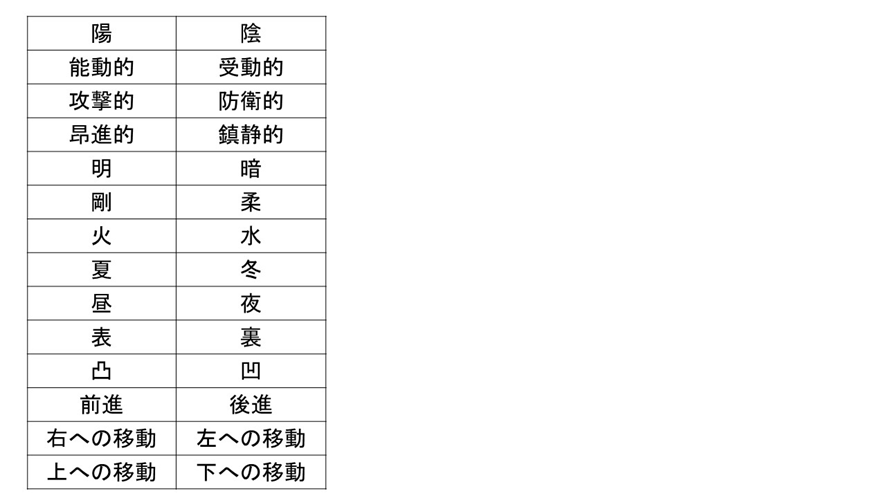 陽 陰
能動的 受動的
攻撃的 防衛的
昂進的 鎮静的
明 暗
剛 柔
火 水
夏 冬
昼 夜
表 裏
凸 凹
前進 後進
右への移動 左への移動
上への移動 下への移動